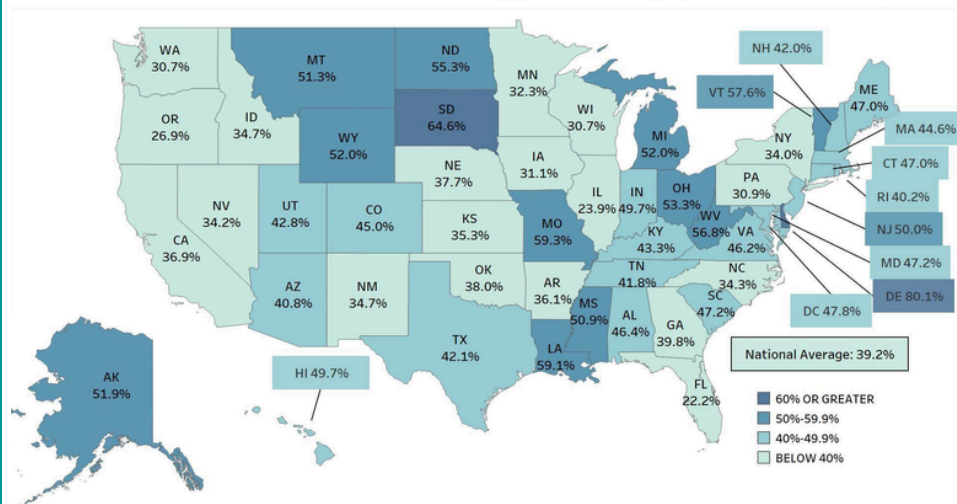 WA
30.7%
MT
51.3%
ND
55.3%
MN
32.3%
NH 42.0%
VT 57.6%
ME
47.0%
OR
26.9%
ID
34.7%
WY
52.0%
SD
64.6%
WI
30.7%
MI
52.0%
NY
34.0%
MA 44.6%
CT 47.0%
RI 40.2%
NJ 50.0%
MD 47.2%
DE 80.1%
DC 47.8%
NV
34.2%
UT
42.8%
CO
45.0%
NE
37.7%
IA
31.1%
IL
23.9%
IN
49.7%
OH
53.3%
PA
30.9%
CA
36.9%
KS
35.3%
MO
59.3%
KY
43.3%
WV
56.8%
VA
46.2%
AZ
40.8%
NM
34.7%
OK
38.0%
AR
36.1%
TN
41.8%
NC
34.3%
SC
47.2%
TX
42.1%
LA
59.1%
MS
50.9%
AL
46.4%
GA
39.8%
FL
22.2%
AK
51.9%
HI 49.7%
National Average: 39.2%
60% OR GREATER
50%-59.9%
40%-49.9%
BELOW 40%